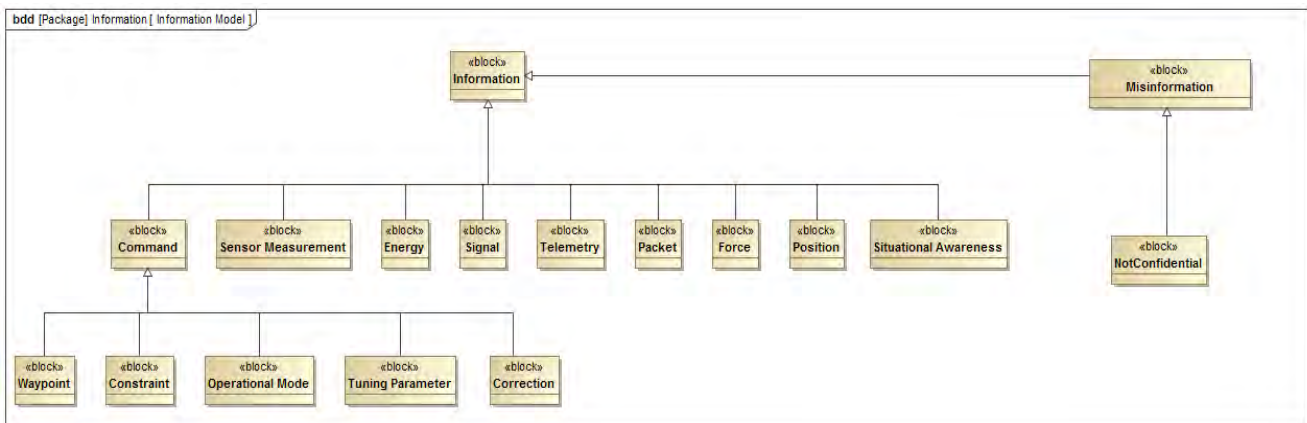 bdd [Package] Information [ Information Model ]
«block»
Information
«block»
Misinformation
«block»
Command
«block»
Sensor Measurement
«block»
Energy
«block»
Signal
«block»
Telemetry
«block»
Packet
«block»
Force
«block»
Position
«block»
Situational Awareness
«block»
NotConfidential
«block»
Waypoint
«block»
Constraint
«block»
Operational Mode
«block»
Tuning Parameter
«block»
Correction